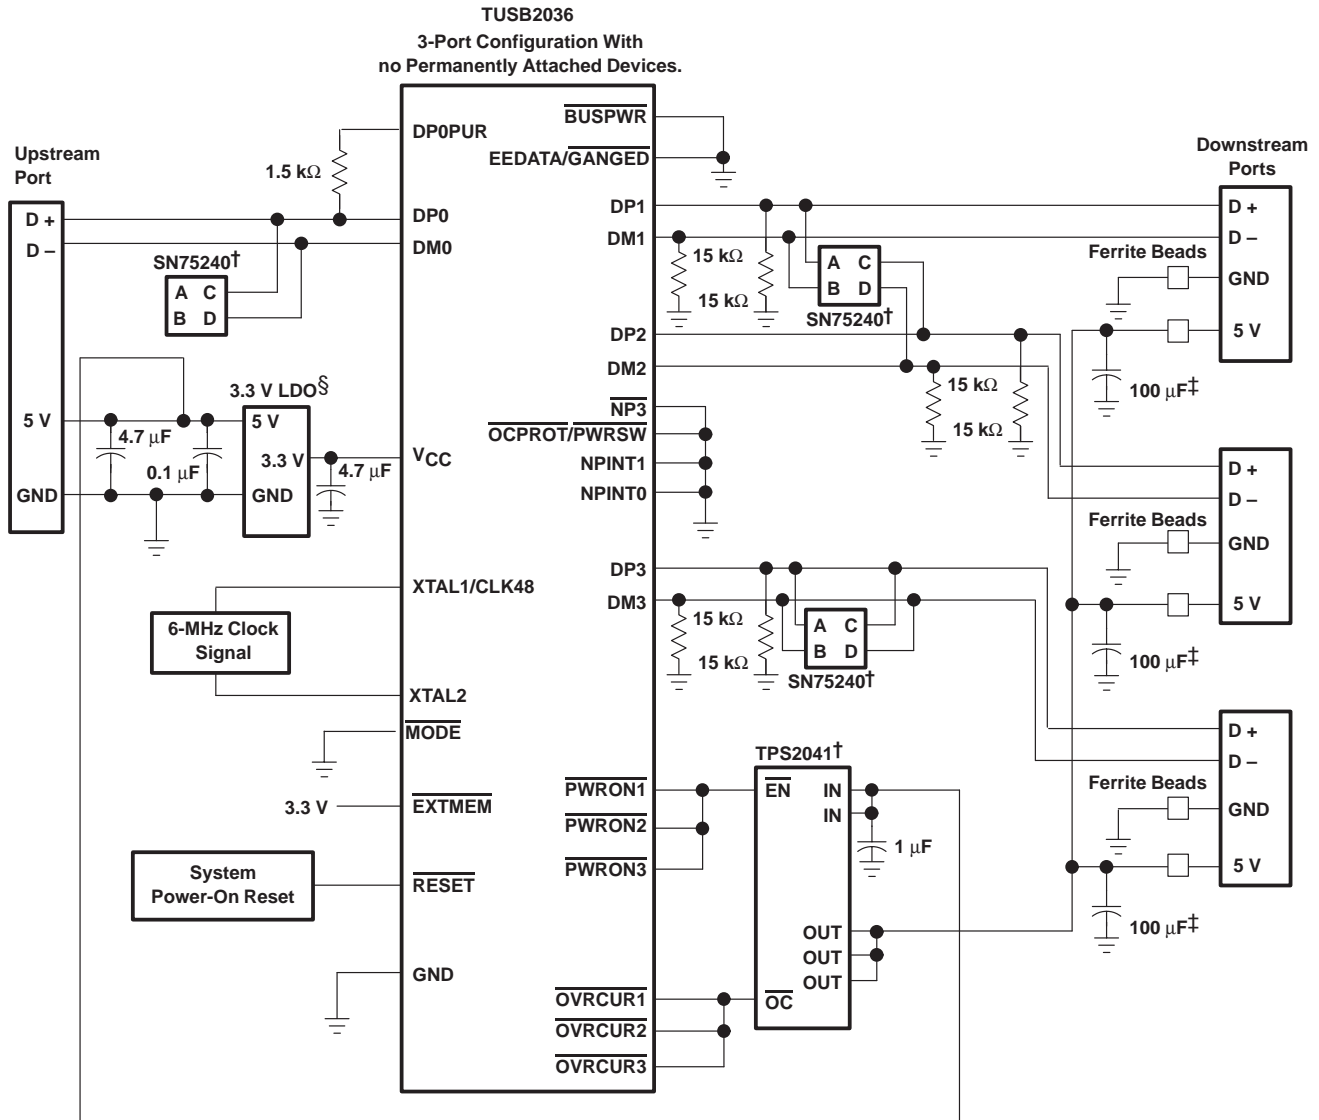 TUSB2036
3-Port Configuration With
no Permanently Attached Devices.
Upstream
Port
D +
D –
5 V
GND
1.5 kΩ
SN75240†
A C
B D
3.3 V LDO§
5 V
3.3 V
GND
4.7 µF
0.1 µF
4.7 µF
6-MHz Clock
Signal
3.3 V
System
Power-On Reset
DP0PUR
DP0
DM0
VCC
XTAL1/CLK48
XTAL2
MODE
EXTMEM
RESET
GND
BUSPWR
EEDATA/GANGED
DP1
DM1
DP2
DM2
NP3
OCPROT/PWRSW
NPINT1
NPINT0
DP3
DM3
PWRON1
PWRON2
PWRON3
OVRCUR1
OVRCUR2
OVRCUR3
15 kΩ
15 kΩ
A C
B D
SN75240†
15 kΩ
15 kΩ
15 kΩ
15 kΩ
A C
B D
SN75240†
TPS2041†
EN IN
IN
OUT
OUT
OUT
OC
1 µF
Downstream
Ports
D +
D –
Ferrite Beads
GND
5 V
100 µF‡
D +
D –
Ferrite Beads
GND
5 V
100 µF‡
D +
D –
Ferrite Beads
GND
5 V
100 µF‡